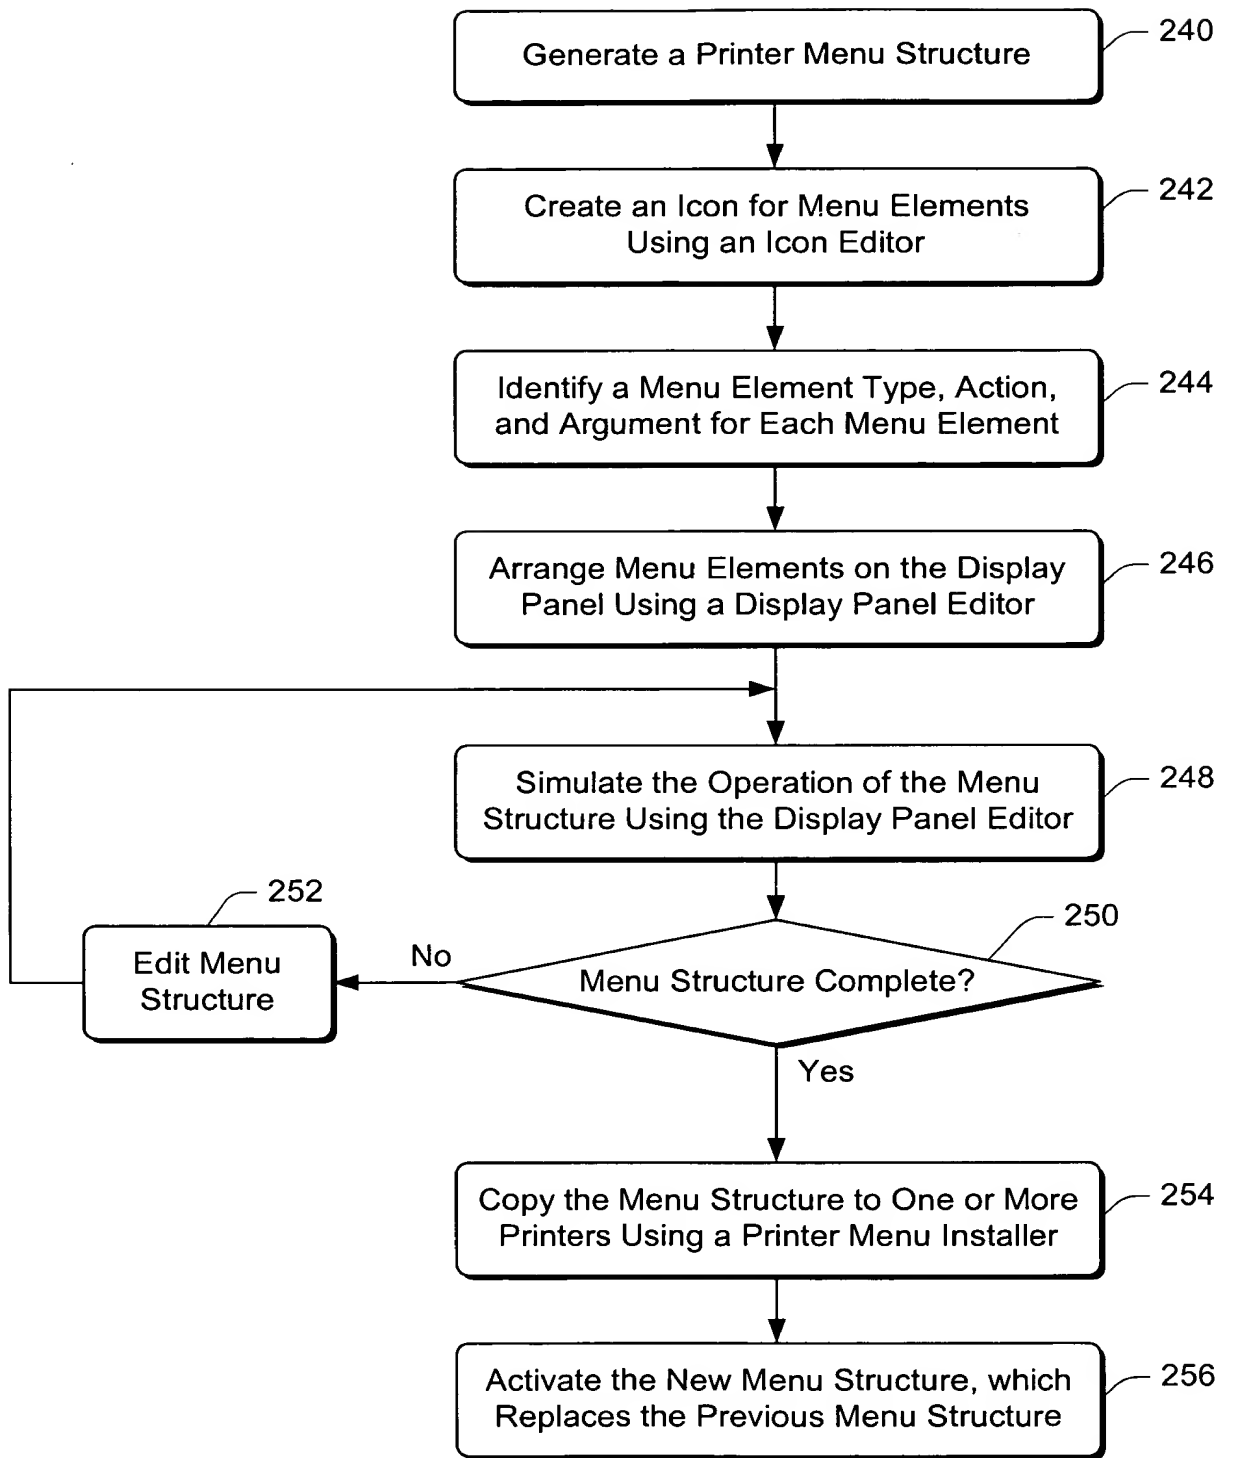 Generate a Printer Menu Structure
240
Create an Icon for Menu Elements
Using an Icon Editor
242
Identify a Menu Element Type, Action,
and Argument for Each Menu Element
244
Arrange Menu Elements on the Display
Panel Using a Display Panel Editor
246
Simulate the Operation of the Menu
Structure Using the Display Panel Editor
248
Menu Structure Complete?
250
No
Edit Menu
Structure
252
Yes
Copy the Menu Structure to One or More
Printers Using a Printer Menu Installer
254
Activate the New Menu Structure, which
Replaces the Previous Menu Structure
256